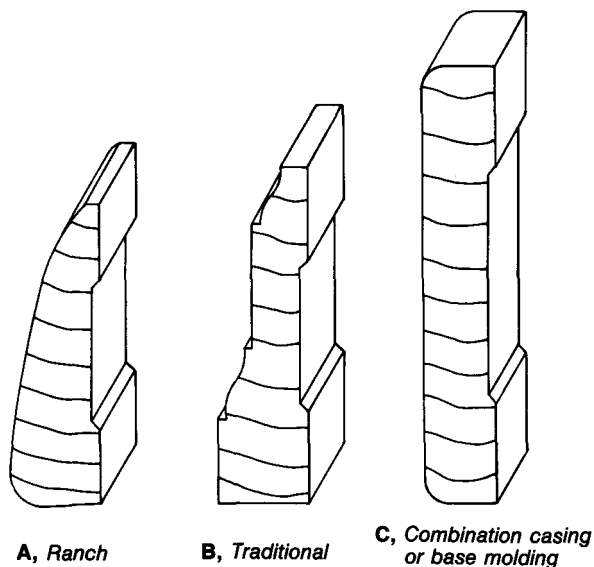 A, Ranch
B, Traditional
C, Combination casing
or base molding